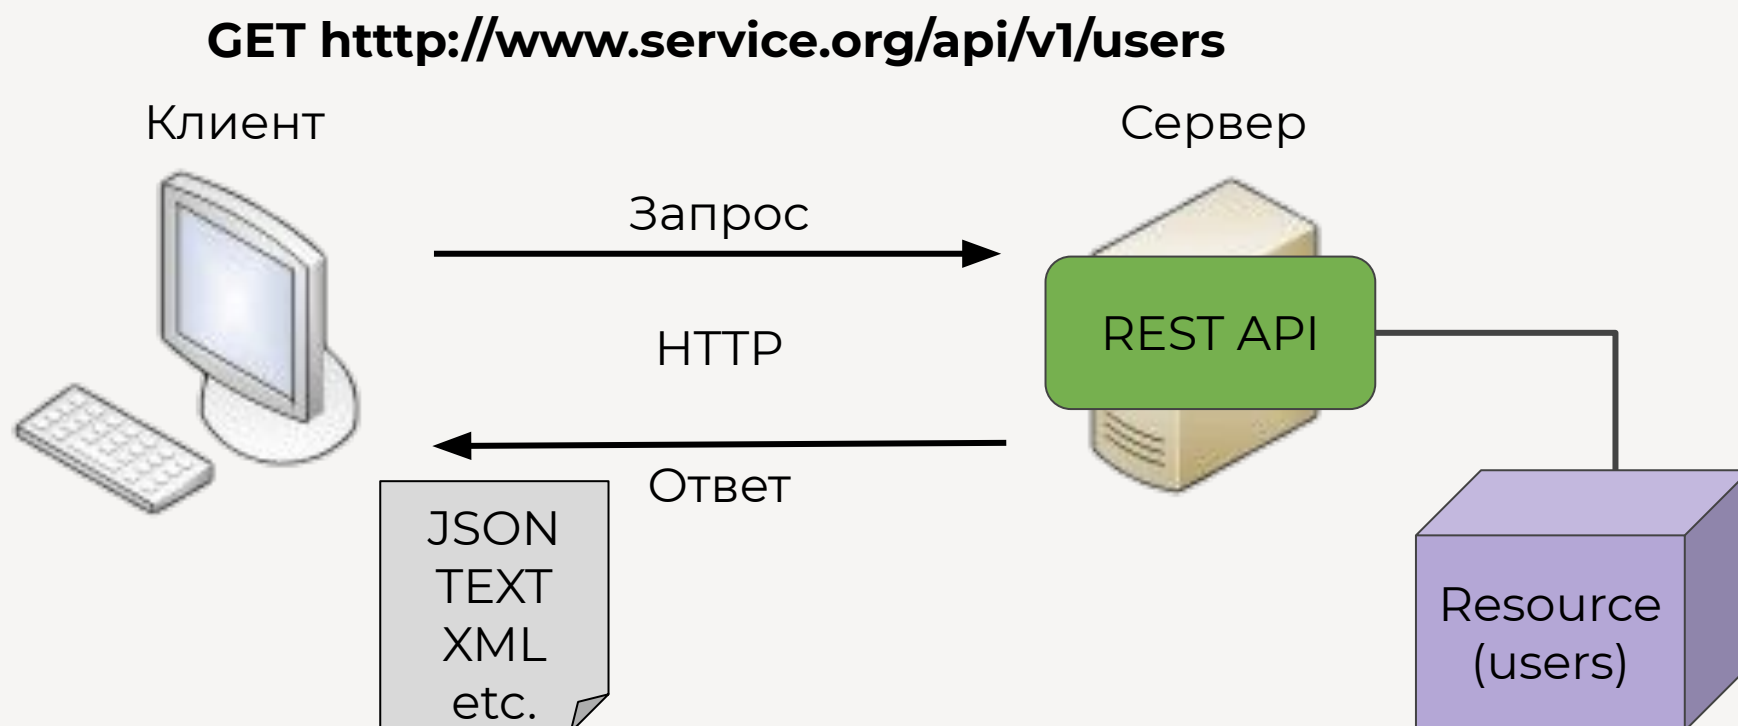 GET htttp://www.service.org/api/v1/users
Клиент
Сервер
Запрос
HTTP
REST API
Ответ
JSON
TEXT
XML
etc.
Resource
(users)